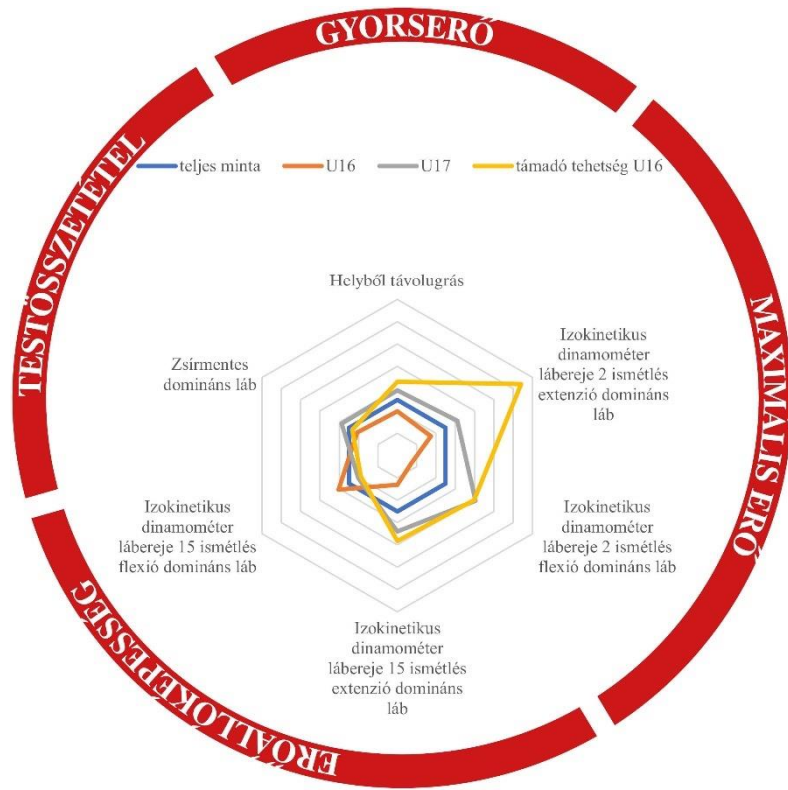 GYORSERŐ
TESTÖSSZETÉTEL
MAXIMÁLIS ERŐ
ERŐÁLLÓKÉPESSÉG
teljes minta
U16
U17
támadó tehetség U16
Helyből távolugrás
Izokinetikus
dinamométer
lábereje 2 ismétlés
extenzió domináns
láb
Izokinetikus
dinamométer
lábereje 2 ismétlés
flexió domináns láb
Izokinetikus
dinamométer
lábereje 15 ismétlés
extenzió domináns
láb
Izokinetikus
dinamométer
lábereje 15 ismétlés
flexió domináns láb
Zsírmentes
domináns láb